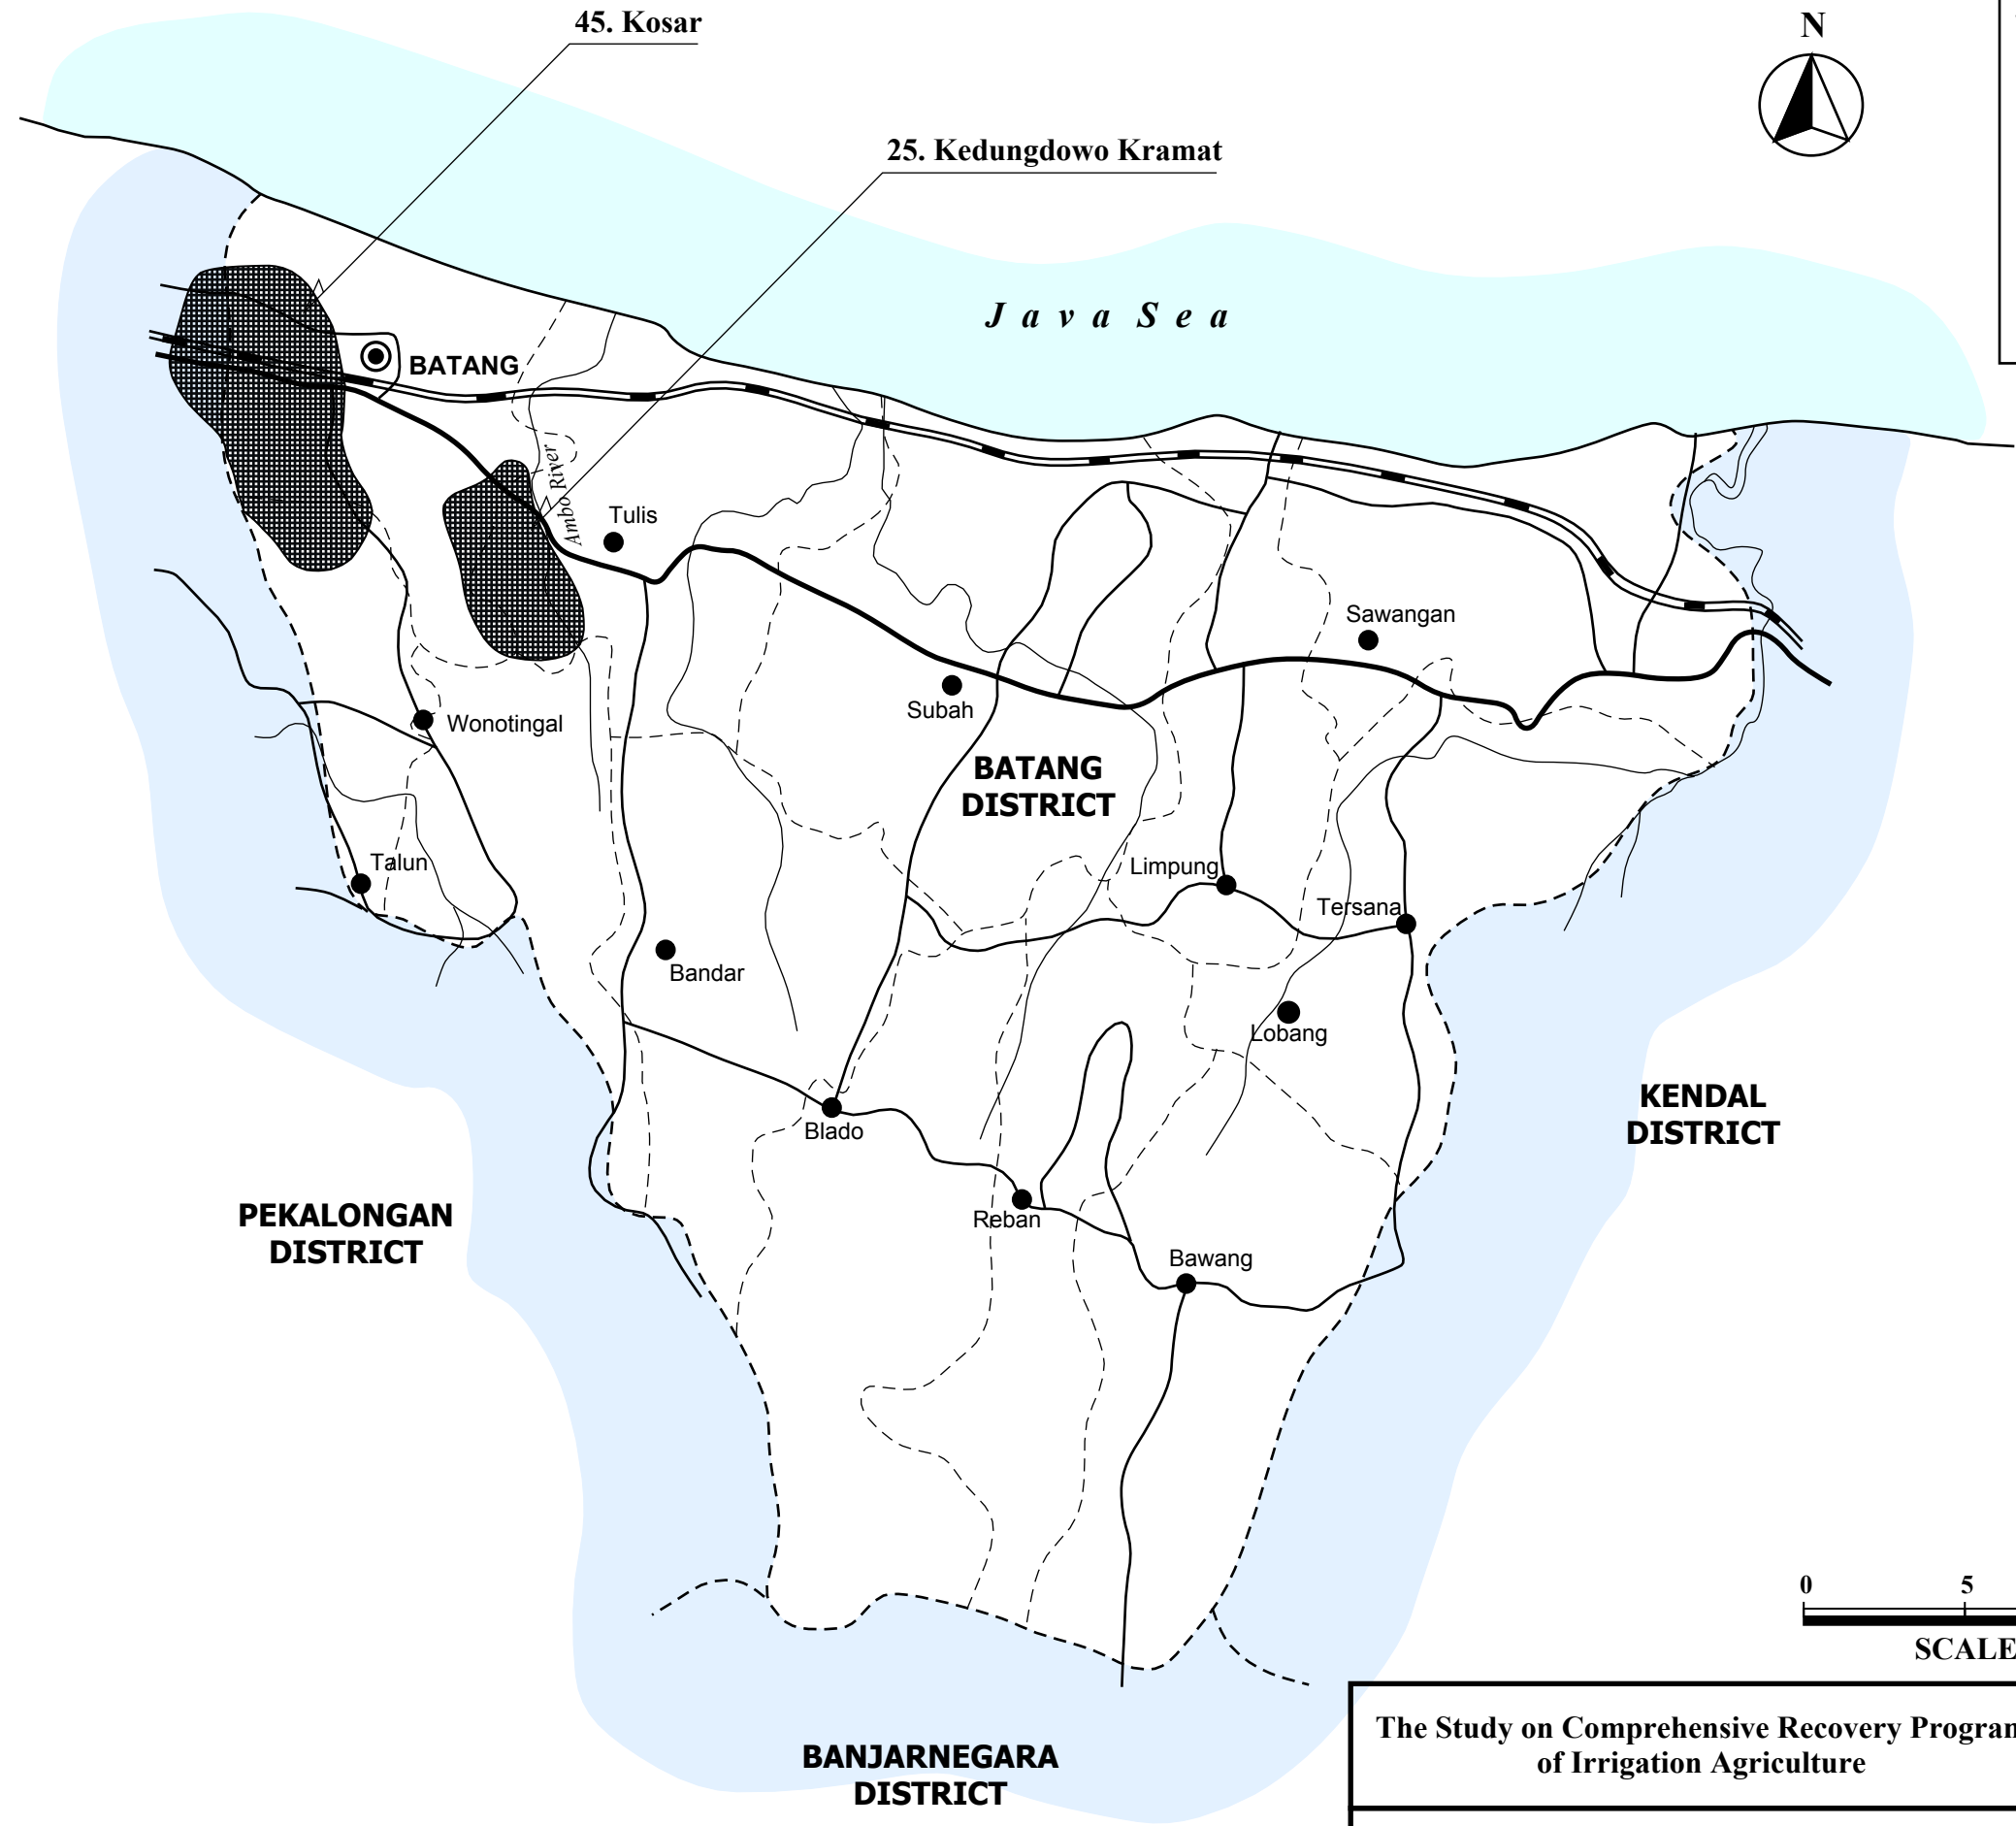 45. Kosar
N
25. Kedungdowo Kramat
J a v a S e a
BATANG
Ambo River
Tulis
Sawangan
Subah
Wonotingal
BATANG
DISTRICT
Talun
Limpung
Tersana
Bandar
Lobang
KENDAL
DISTRICT
Blado
PEKALONGAN
DISTRICT
Reban
Bawang
0 5
SCALE
The Study on Comprehensive Recovery Program
of Irrigation Agriculture
BANJARNEGARA
DISTRICT